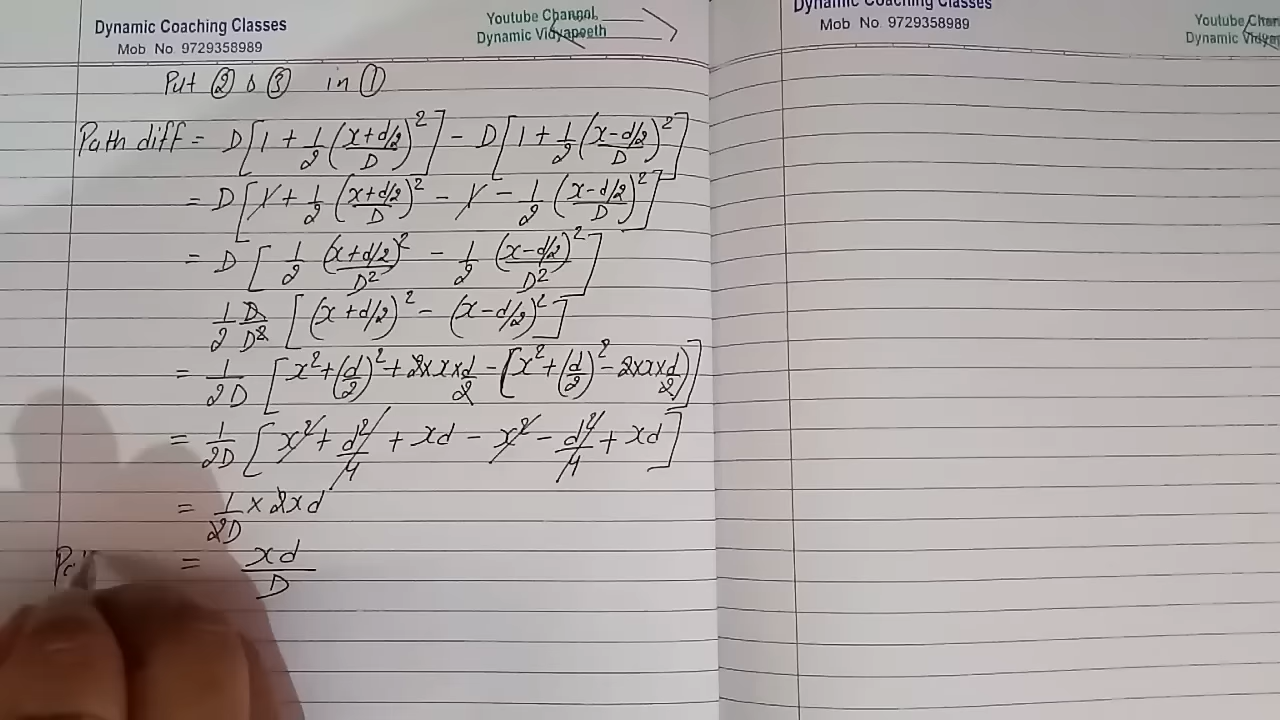 Dynamic Coaching Classes
Mob No. 9729358989
Youtube Channel,
Dynamic Vidyapeeth
Put ② & ③ in ①
Path diff = D[1 + 1/2 ((x+d/2)/D)²] - D[1 + 1/2 ((x-d/2)/D)²]
= D[1 + 1/2 ((x+d/2)/D)² - 1 - 1/2 ((x-d/2)/D)²]
= D[1/2 (x+d/2)²/D² - 1/2 (x-d/2)²/D²]
1/2 D/D² [(x+d/2)² - (x-d/2)²]
= 1/2D [x² + (d/2)² + 2×x×d/2 - [x² + (d/2)² - 2×x×d/2)]]
= 1/2D [x² + d²/4 + xd - x² - d²/4 + xd]
= 1/2D × 2xd
= xd/D
Dynamic Coaching Classes
Mob No. 9729358989
Youtube
Dynamic